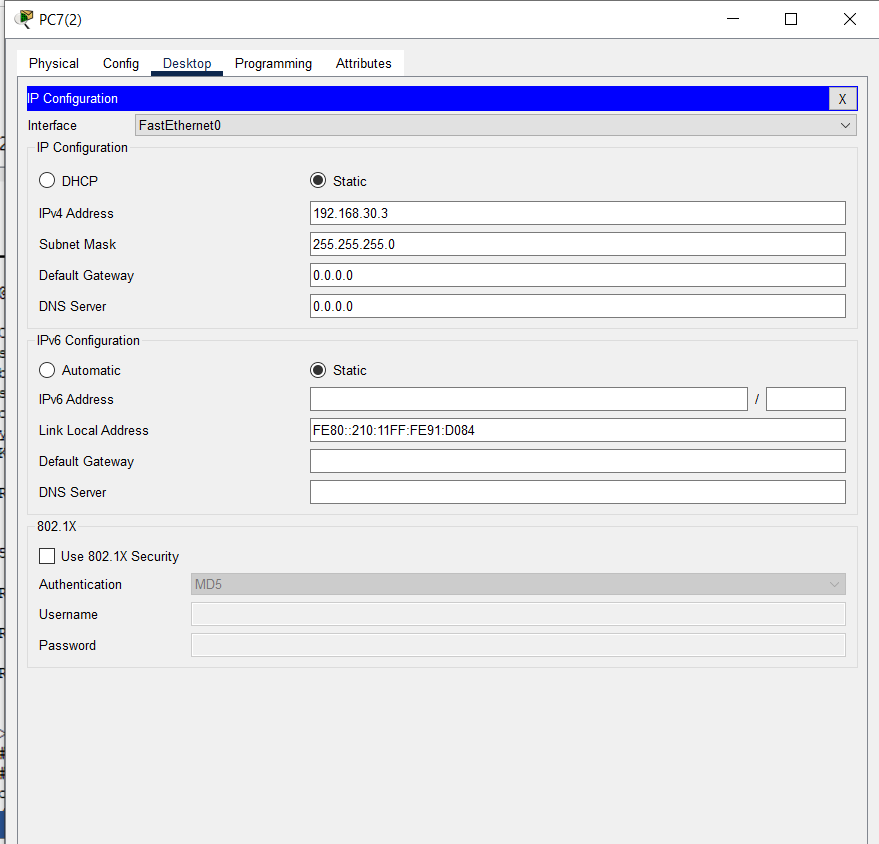 PC7(2)
Physical Config Desktop Programming Attributes
IP Configuration X
Interface FastEthernet0
IP Configuration
DHCP Static
IPv4 Address 192.168.30.3
Subnet Mask 255.255.255.0
Default Gateway 0.0.0.0
DNS Server 0.0.0.0
IPv6 Configuration
Automatic Static
IPv6 Address /
Link Local Address FE80::210:11FF:FE91:D084
Default Gateway
DNS Server
802.1X
Use 802.1X Security
Authentication MD5
Username
Password